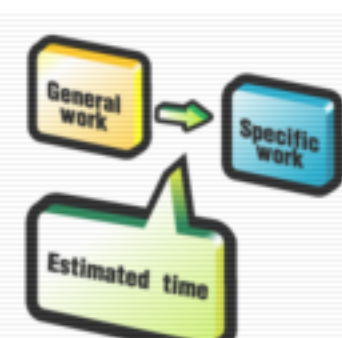 General
work
Specific
work
Estimated time